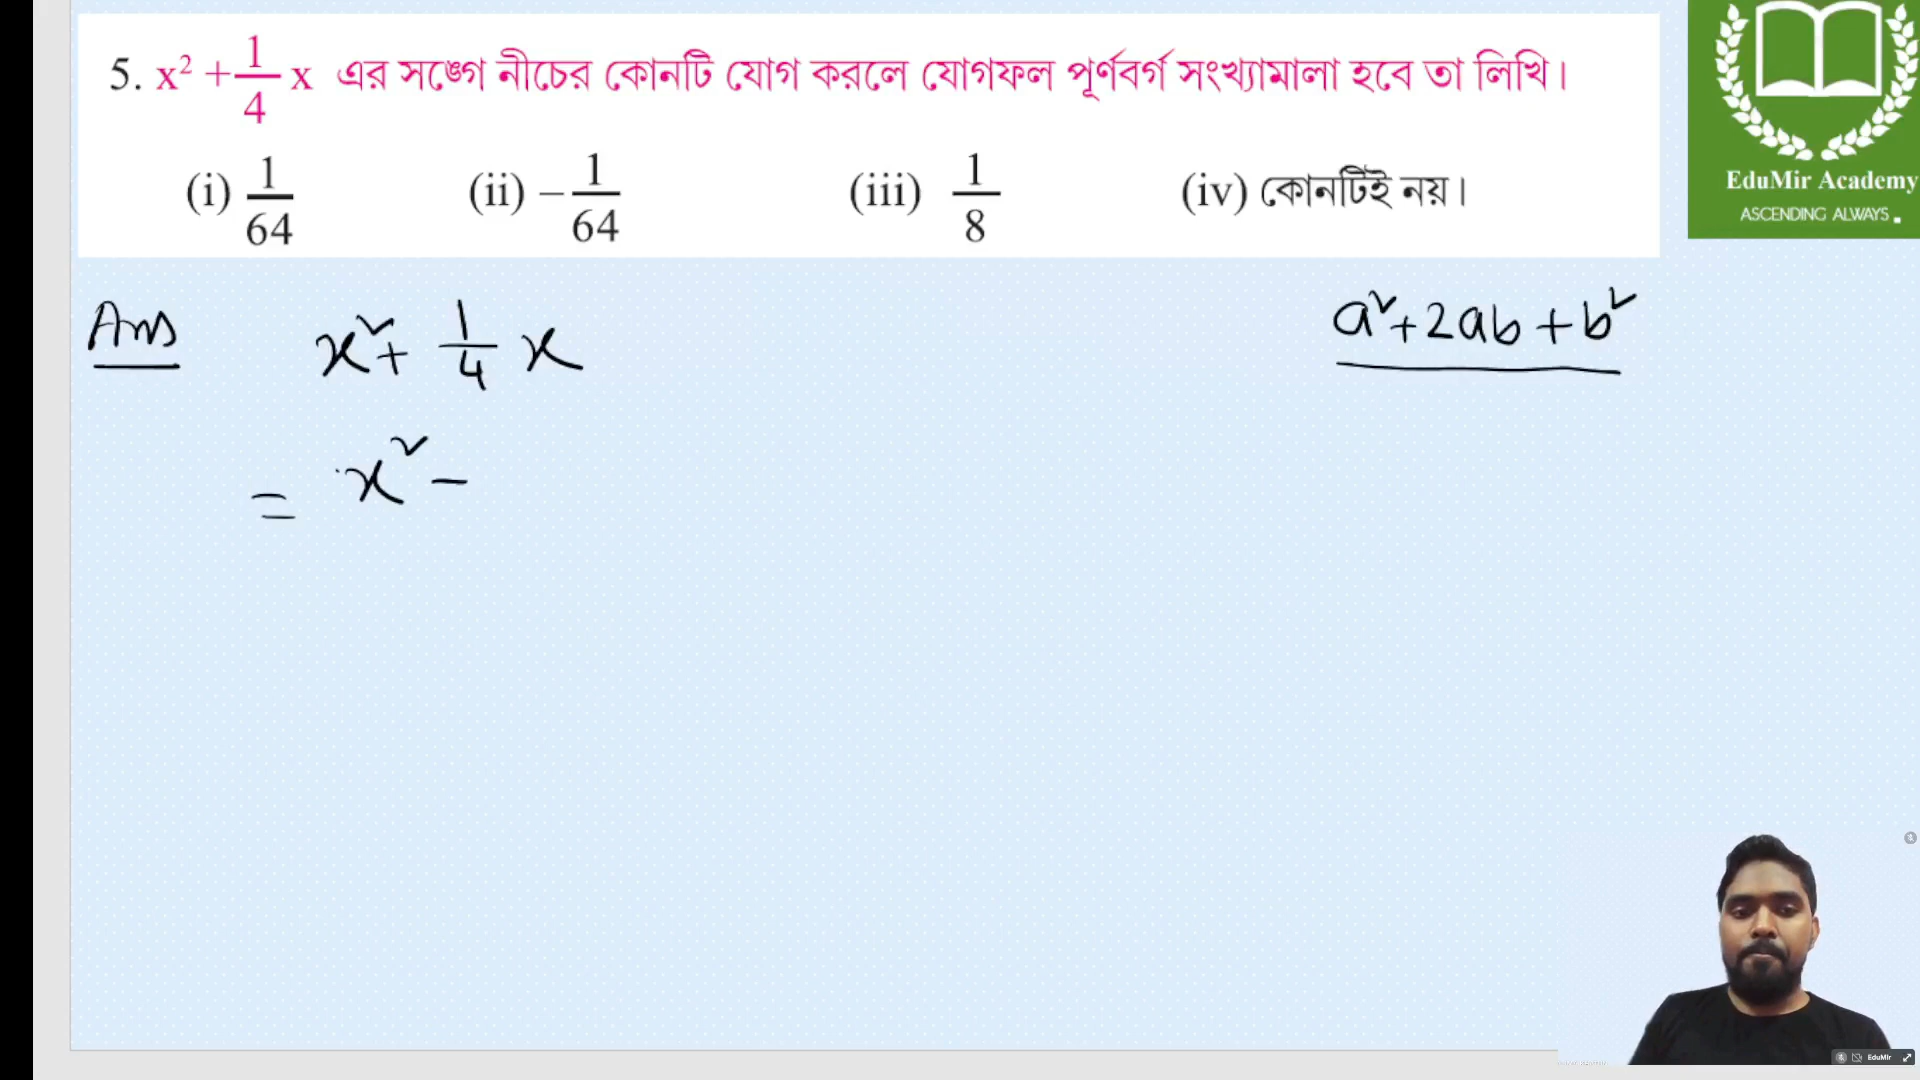 5. x² + 1/4 x এর সঙ্গে নীচের কোনটি যোগ করলে যোগফল পূর্ণবর্গ সংখ্যামালা হবে তা লিখি।
(i) 1/64 (ii) – 1/64 (iii) 1/8 (iv) কোনটিই নয়।
EduMir Academy
ASCENDING ALWAYS.
Ans x² + 1/4 x a² + 2ab + b²
= x² –
EduMir